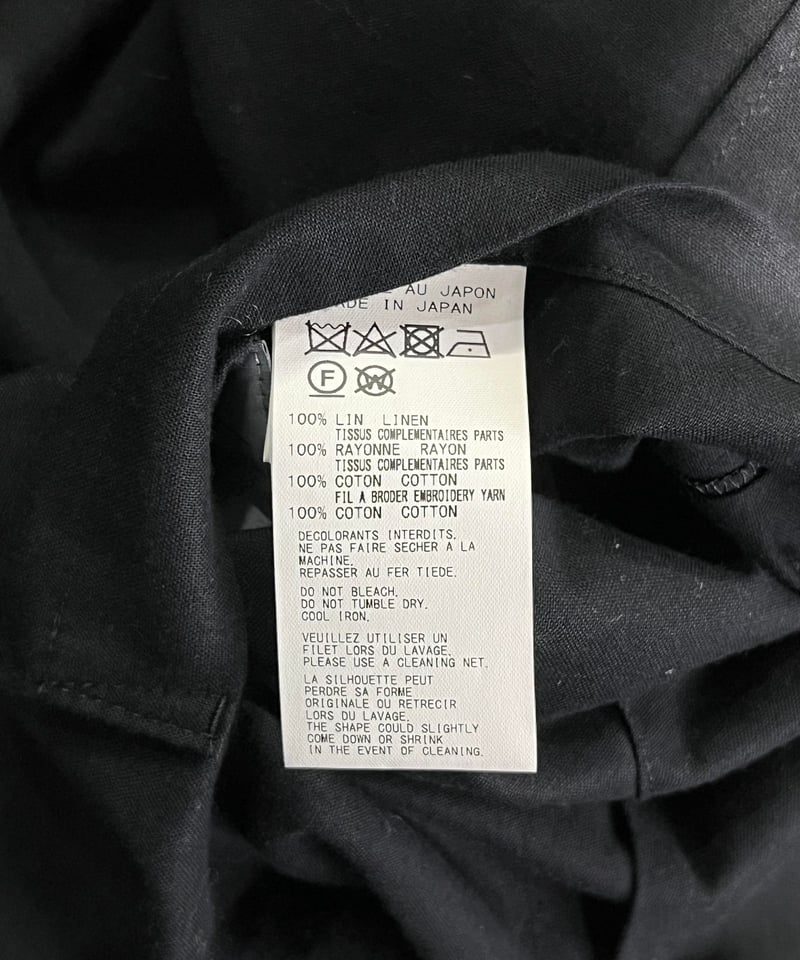 AU JAPON
MADE IN JAPAN
F
W
100% LIN LINEN
TISSUS COMPLEMENTAIRES PARTS
100% RAYONNE RAYON
TISSUS COMPLEMENTAIRES PARTS
100% COTON COTTON
FIL A BRODER EMBROIDERY YARN
100% COTON COTTON
DECOLORANTS INTERDITS.
NE PAS FAIRE SECHER A LA
MACHINE.
REPASSER AU FER TIEDE.
DO NOT BLEACH.
DO NOT TUMBLE DRY.
COOL IRON.
VEUILLEZ UTILISER UN
FILET LORS DU LAVAGE.
PLEASE USE A CLEANING NET.
LA SILHOUETTE PEUT
PERDRE SA FORME
ORIGINALE OU RETRECIR
LORS DU LAVAGE.
THE SHAPE COULD SLIGHTLY
COME DOWN OR SHRINK
IN THE EVENT OF CLEANING.